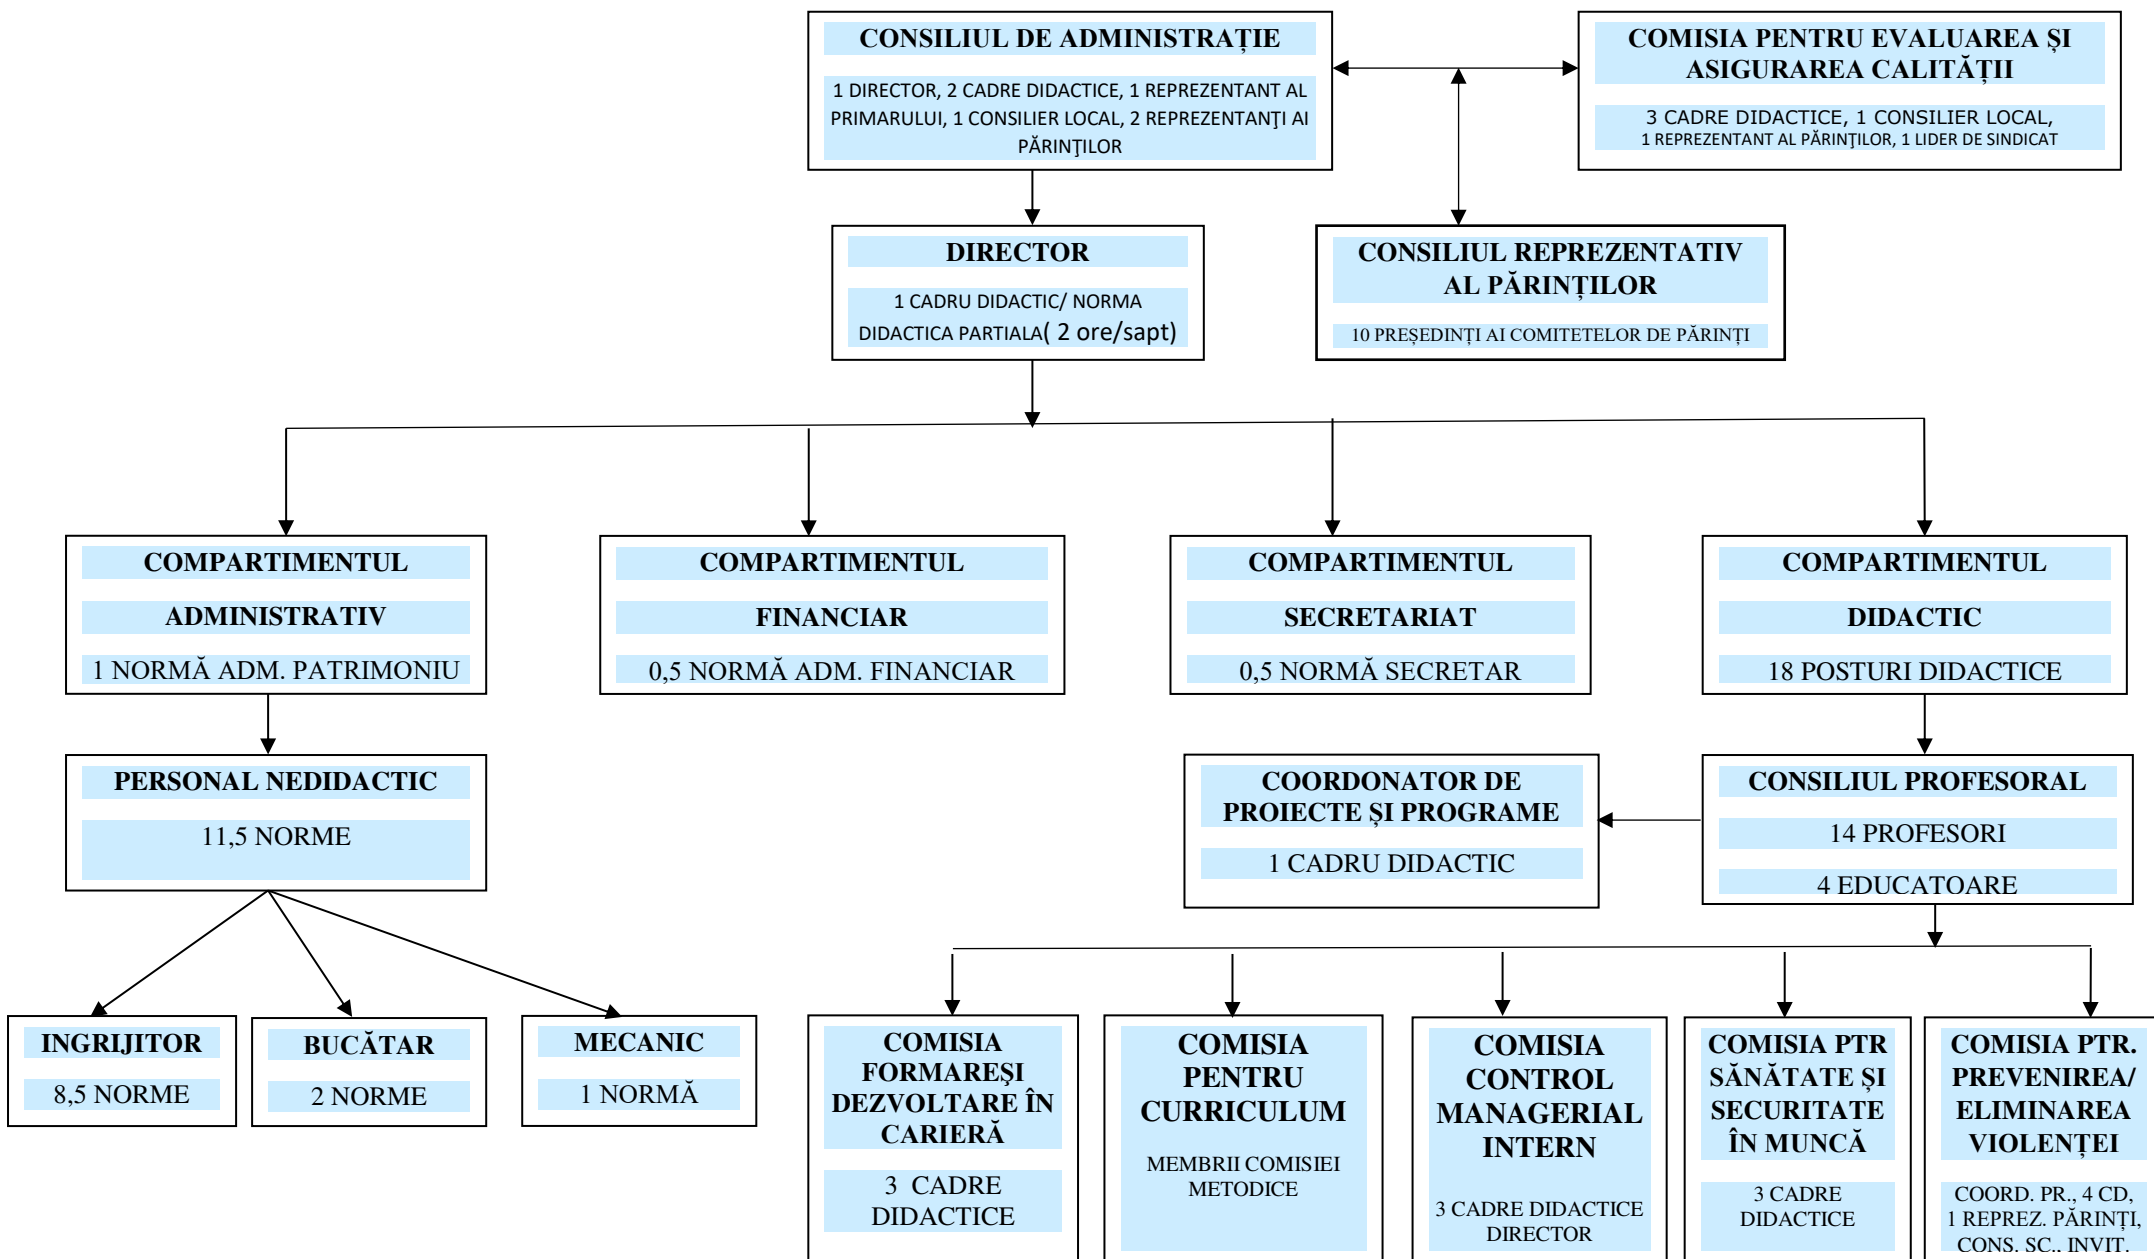 CONSILIUL DE ADMINISTRAȚIE
1 DIRECTOR, 2 CADRE DIDACTICE, 1 REPREZENTANT AL
PRIMARULUI, 1 CONSILIER LOCAL, 2 REPREZENTANŢI AI
PĂRINŢILOR
COMISIA PENTRU EVALUAREA ȘI
ASIGURAREA CALITĂȚII
3 CADRE DIDACTICE, 1 CONSILIER LOCAL,
1 REPREZENTANT AL PĂRINŢILOR, 1 LIDER DE SINDICAT
DIRECTOR
1 CADRU DIDACTIC/ NORMA
DIDACTICA PARTIALA( 2 ore/sapt)
CONSILIUL REPREZENTATIV
AL PĂRINȚILOR
10 PREȘEDINȚI AI COMITETELOR DE PĂRINȚI
COMPARTIMENTUL
ADMINISTRATIV
1 NORMĂ ADM. PATRIMONIU
COMPARTIMENTUL
FINANCIAR
0,5 NORMĂ ADM. FINANCIAR
COMPARTIMENTUL
SECRETARIAT
0,5 NORMĂ SECRETAR
COMPARTIMENTUL
DIDACTIC
18 POSTURI DIDACTICE
PERSONAL NEDIDACTIC
11,5 NORME
COORDONATOR DE
PROIECTE ȘI PROGRAME
1 CADRU DIDACTIC
CONSILIUL PROFESORAL
14 PROFESORI
4 EDUCATOARE
INGRIJITOR
8,5 NORME
BUCĂTAR
2 NORME
MECANIC
1 NORMĂ
COMISIA
FORMAREŞI
DEZVOLTARE ÎN
CARIERĂ
3 CADRE
DIDACTICE
COMISIA
PENTRU
CURRICULUM
MEMBRII COMISIEI
METODICE
COMISIA
CONTROL
MANAGERIAL
INTERN
3 CADRE DIDACTICE
DIRECTOR
COMISIA PTR
SĂNĂTATE ȘI
SECURITATE
ÎN MUNCĂ
3 CADRE
DIDACTICE
COMISIA PTR.
PREVENIREA/
ELIMINAREA
VIOLENȚEI
COORD. PR., 4 CD,
1 REPREZ. PĂRINȚI,
CONS. SC., INVIT.